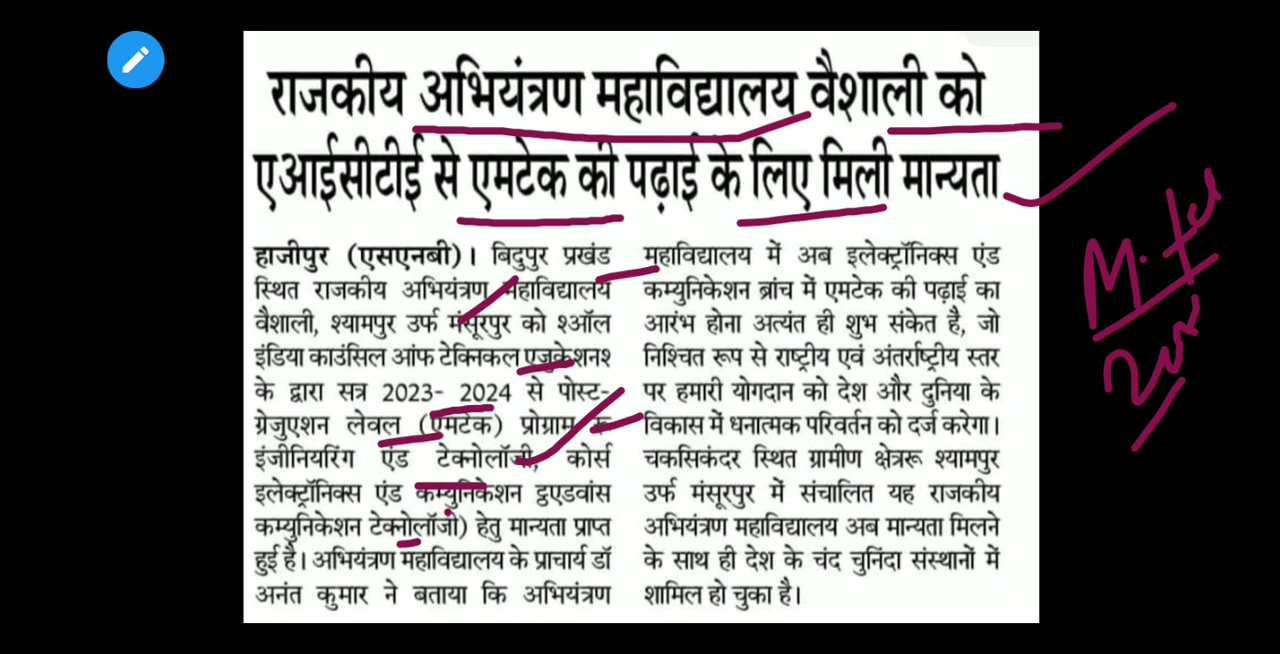 राजकीय अभियंत्रण महाविद्यालय वैशाली को
एआईसीटीई से एमटेक की पढ़ाई के लिए मिली मान्यता
हाजीपुर (एसएनबी)। बिदुपुर प्रखंड
स्थित राजकीय अभियंत्रण महाविद्यालय
वैशाली, श्यामपुर उर्फ मंसूरपुर को श्ऑल
इंडिया काउंसिल आंफ टेक्निकल एजुकेशनश
के द्वारा सत्र 2023- 2024 से पोस्ट-
ग्रेजुएशन लेवल (एमटेक) प्रोग्राम रू
इंजीनियरिंग एंड टेक्नोलॉजी, कोर्स
इलेक्ट्रॉनिक्स एंड कम्युनिकेशन ट्ठएडवांस
कम्युनिकेशन टेक्नोलॉजी) हेतु मान्यता प्राप्त
हुई है। अभियंत्रण महाविद्यालय के प्राचार्य डॉ
अनंत कुमार ने बताया कि अभियंत्रण
महाविद्यालय में अब इलेक्ट्रॉनिक्स एंड
कम्युनिकेशन ब्रांच में एमटेक की पढ़ाई का
आरंभ होना अत्यंत ही शुभ संकेत है, जो
निश्चित रूप से राष्ट्रीय एवं अंतर्राष्ट्रीय स्तर
पर हमारी योगदान को देश और दुनिया के
विकास में धनात्मक परिवर्तन को दर्ज करेगा।
चकसिकंदर स्थित ग्रामीण क्षेत्ररू श्यामपुर
उर्फ मंसूरपुर में संचालित यह राजकीय
अभियंत्रण महाविद्यालय अब मान्यता मिलने
के साथ ही देश के चंद चुनिंदा संस्थानों में
शामिल हो चुका है।
M.Tech